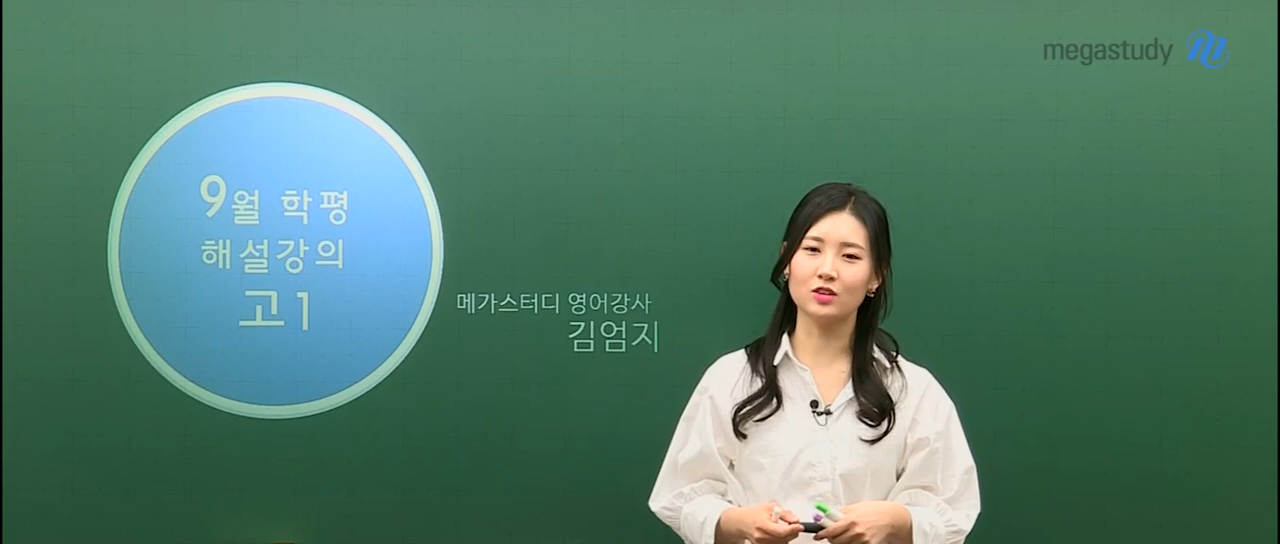 megastudy
9월 학평
해설강의
고1
메가스터디 영어강사
김엄지